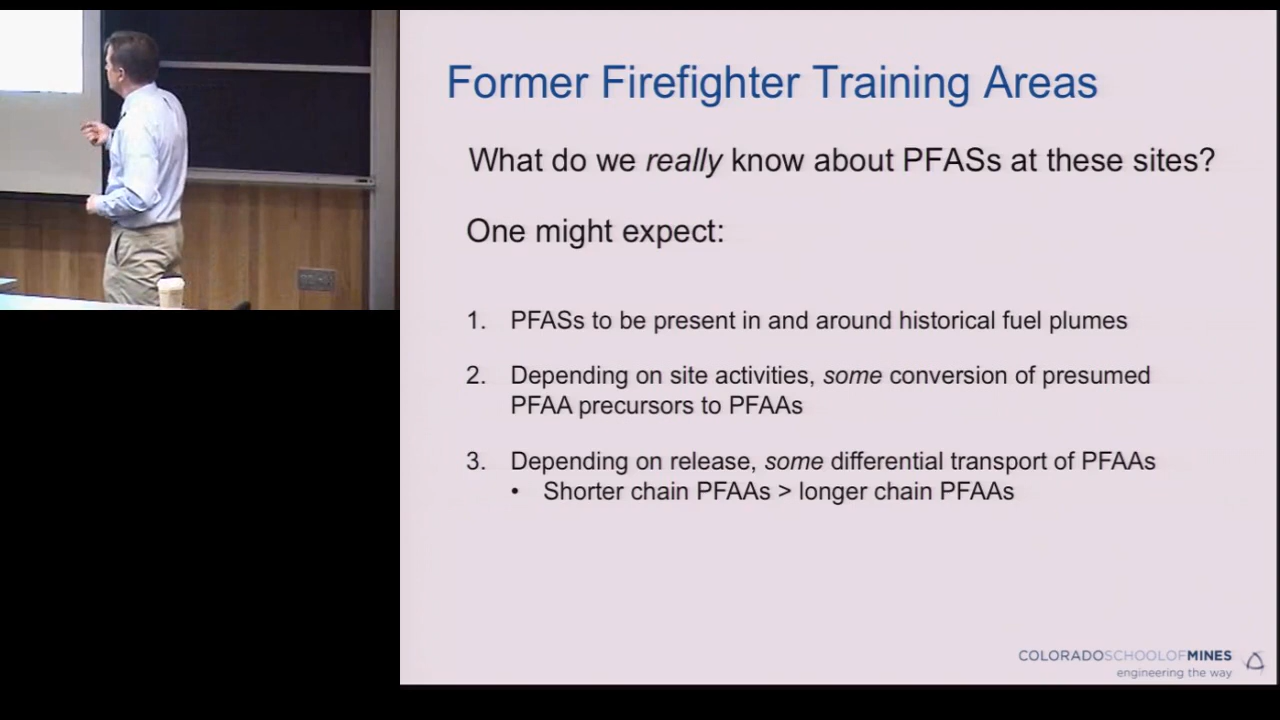 Former Firefighter Training Areas
What do we really know about PFASs at these sites?
One might expect:
1. PFASs to be present in and around historical fuel plumes
2. Depending on site activities, some conversion of presumed
PFAA precursors to PFAAs
3. Depending on release, some differential transport of PFAAs
• Shorter chain PFAAs > longer chain PFAAs
COLORADOSCHOOLOFMINES
engineering the way